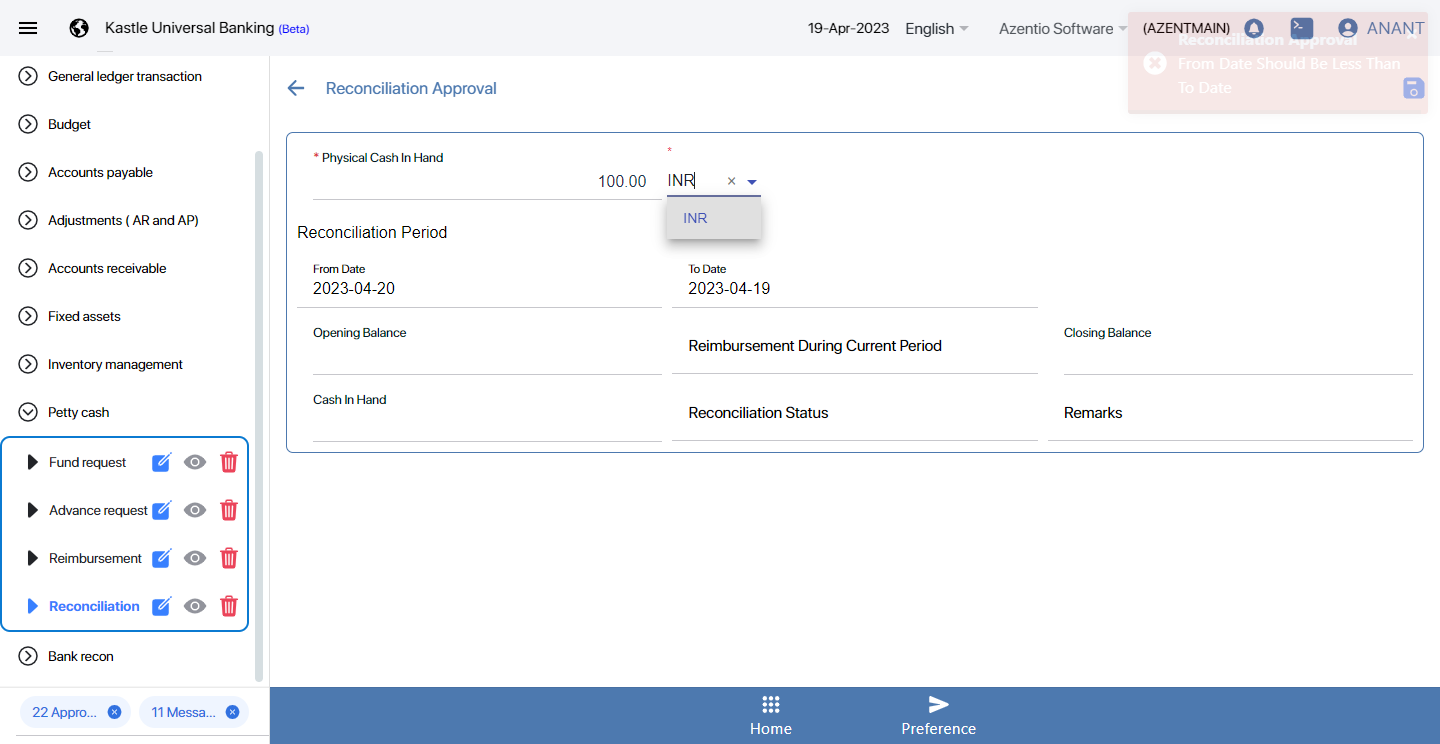 Kastle Universal Banking (Beta)
19-Apr-2023
English
Azentio Software
(AZENTMAIN)
ANANT
Reconciliation Approval
From Date Should Be Less Than
To Date
General ledger transaction
Budget
Accounts payable
Adjustments ( AR and AP)
Accounts receivable
Fixed assets
Inventory management
Petty cash
Fund request
Advance request
Reimbursement
Reconciliation
Bank recon
22 Appro...
11 Messa...
Reconciliation Approval
* Physical Cash In Hand
100.00
*
INR
INR
Reconciliation Period
From Date
2023-04-20
To Date
2023-04-19
Opening Balance
Reimbursement During Current Period
Closing Balance
Cash In Hand
Reconciliation Status
Remarks
Home
Preference